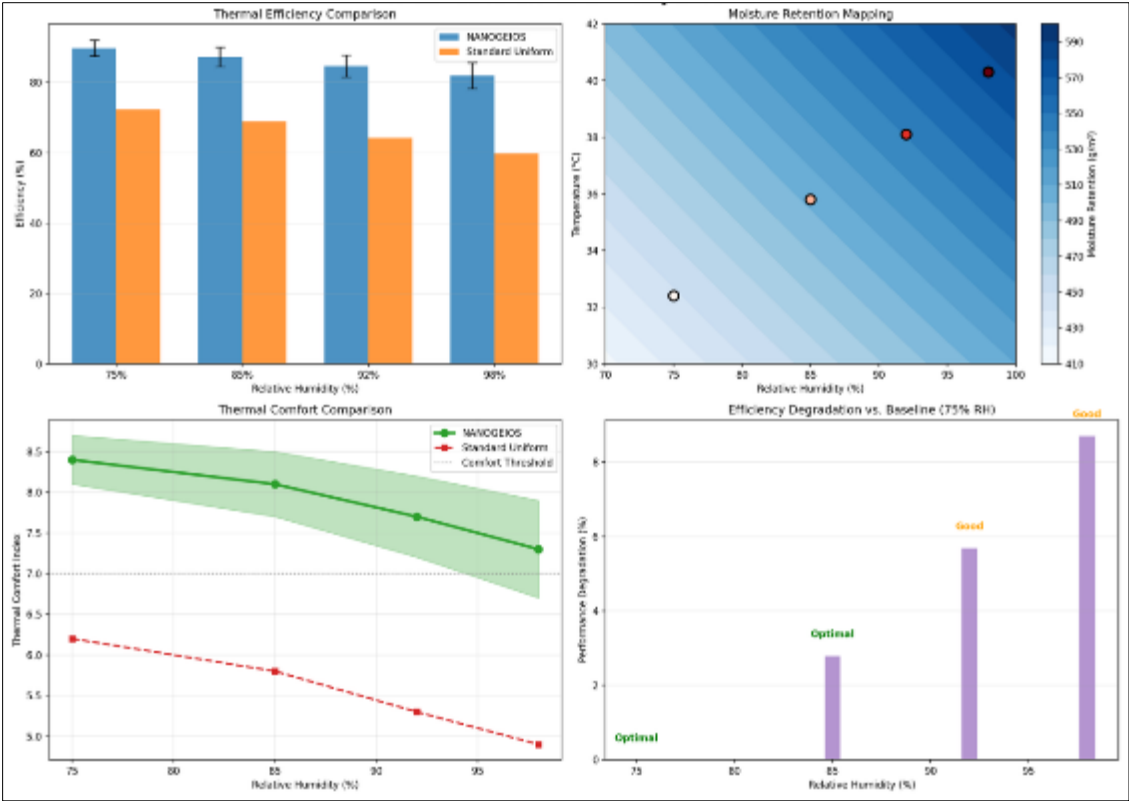 Thermal Efficiency Comparison
NANOGEIOS
Standard Uniform
Efficiency (%)
80
60
40
20
0
75%
85%
92%
98%
Relative Humidity (%)
Moisture Retention Mapping
Temperature (°C)
42
40
38
36
34
32
30
70
75
80
85
90
95
100
Relative Humidity (%)
590
570
550
530
510
490
470
450
430
410
Moisture Retention (g/m²)
Thermal Comfort Comparison
NANOGEIOS
Standard Uniform
Comfort Threshold
Thermal Comfort Index
8.5
8.0
7.5
7.0
6.5
6.0
5.5
5.0
75
80
85
90
95
Relative Humidity (%)
Efficiency Degradation vs. Baseline (75% RH)
Performance Degradation (%)
Good
Good
Optimal
Optimal
8
6
4
2
0
75
80
85
90
95
Relative Humidity (%)